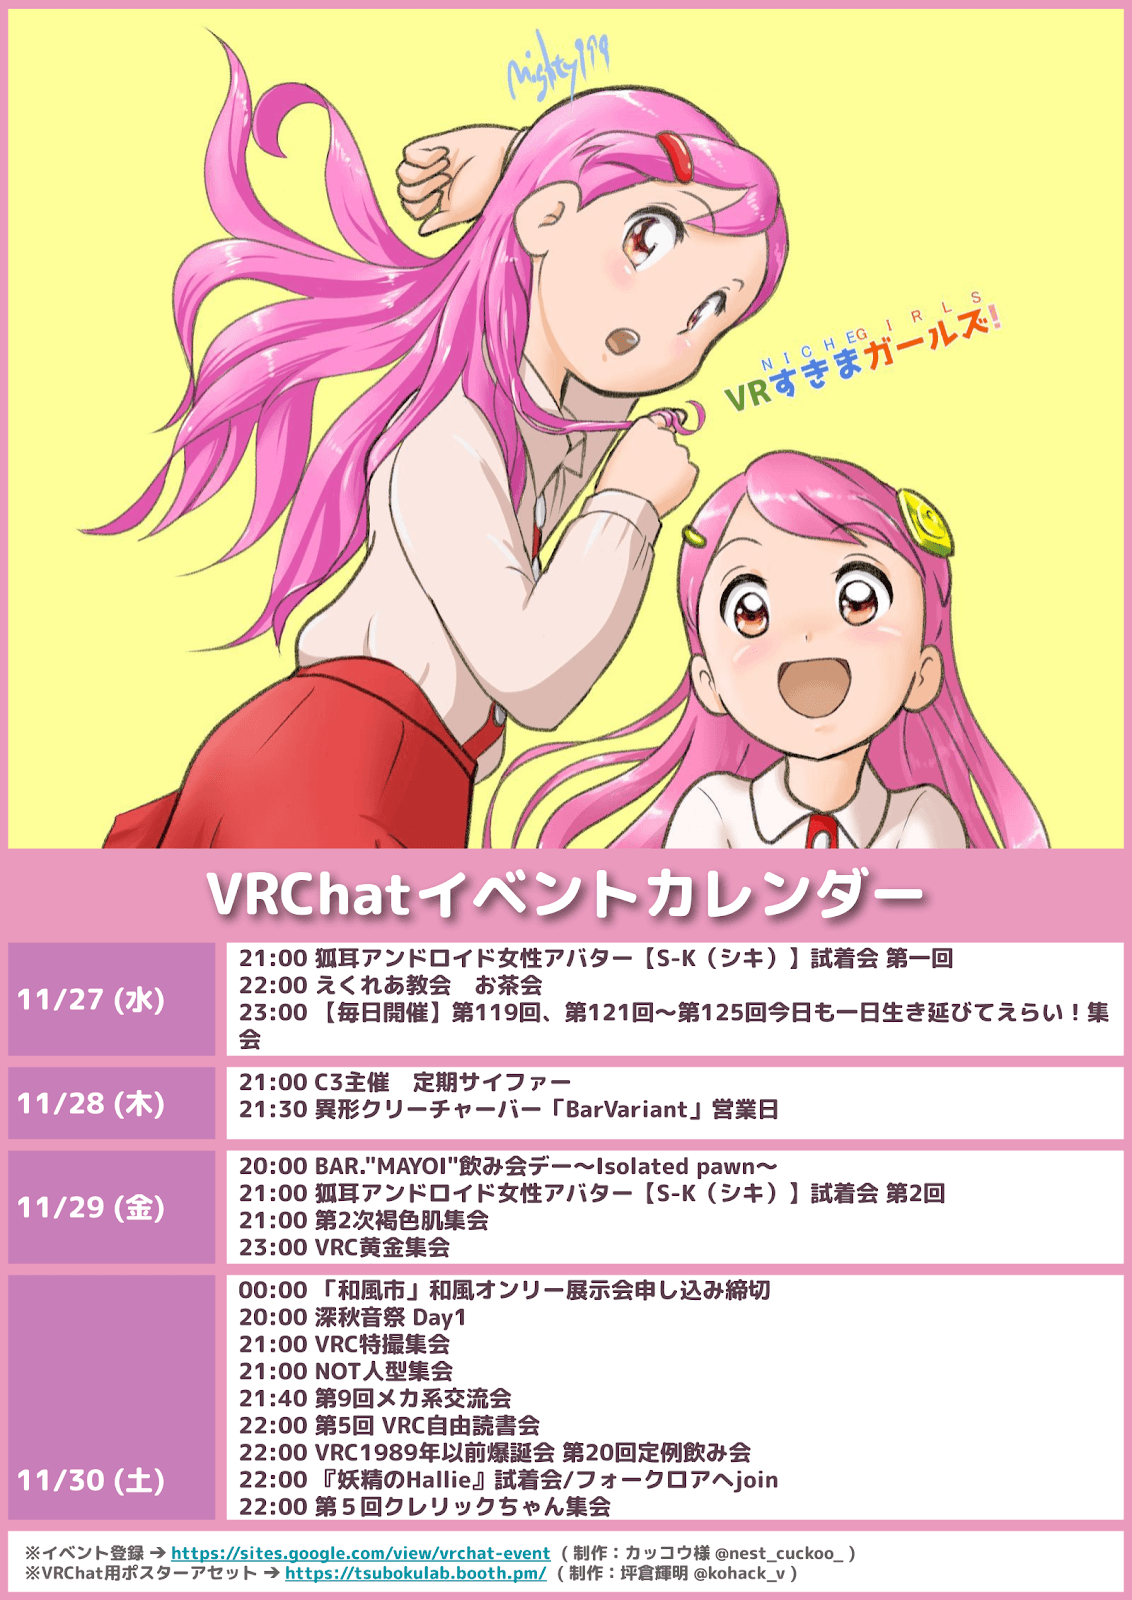 mighty999
NICHE GIRLS
VRすきまガールズ!
VRChatイベントカレンダー
11/27 (水)
21:00 狐耳アンドロイド女性アバター【S-K（シキ）】試着会 第一回
22:00 えくれあ教会　お茶会
23:00 【毎日開催】第119回、第121回～第125回今日も一日生き延びてえらい！集
会
11/28 (木)
21:00 C3主催　定期サイファー
21:30 異形クリーチャーバー「BarVariant」営業日
11/29 (金)
20:00 BAR."MAYOI"飲み会デー～Isolated pawn～
21:00 狐耳アンドロイド女性アバター【S-K（シキ）】試着会 第2回
21:00 第2次褐色肌集会
23:00 VRC黄金集会
11/30 (土)
00:00 「和風市」和風オンリー展示会申し込み締切
20:00 深秋音祭 Day1
21:00 VRC特撮集会
21:00 NOT人型集会
21:40 第9回メカ系交流会
22:00 第5回 VRC自由読書会
22:00 VRC1989年以前爆誕会 第20回定例飲み会
22:00 『妖精のHallie』試着会/フォークロアへjoin
22:00 第５回クレリックちゃん集会
※イベント登録 → https://sites.google.com/view/vrchat-event （ 制作：カッコウ様 @nest_cuckoo_ ）
※VRChat用ポスターアセット → https://tsubokulab.booth.pm/ （ 制作：坪倉輝明 @kohack_v ）